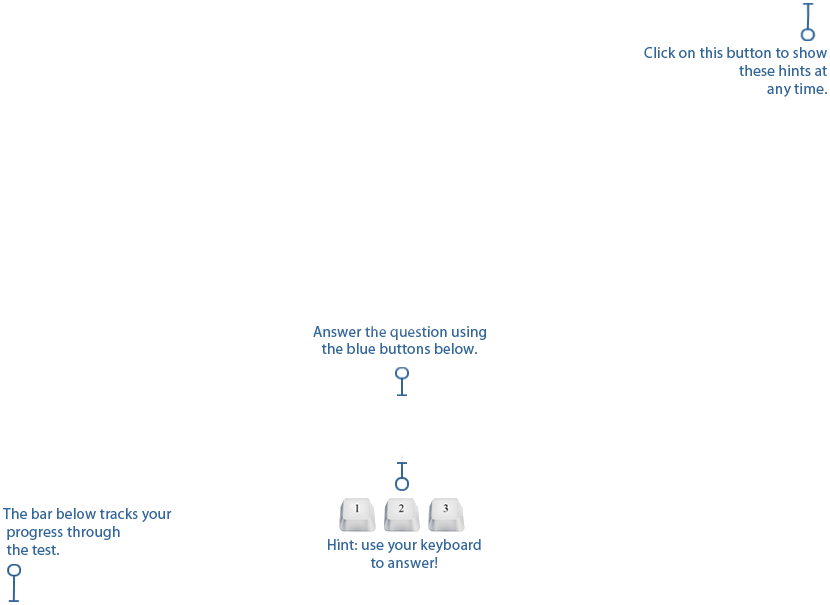 Click on this button to show
these hints at
any time.
Answer the question using
the blue buttons below.
1 2 3
Hint: use your keyboard
to answer!
The bar below tracks your
progress through
the test.